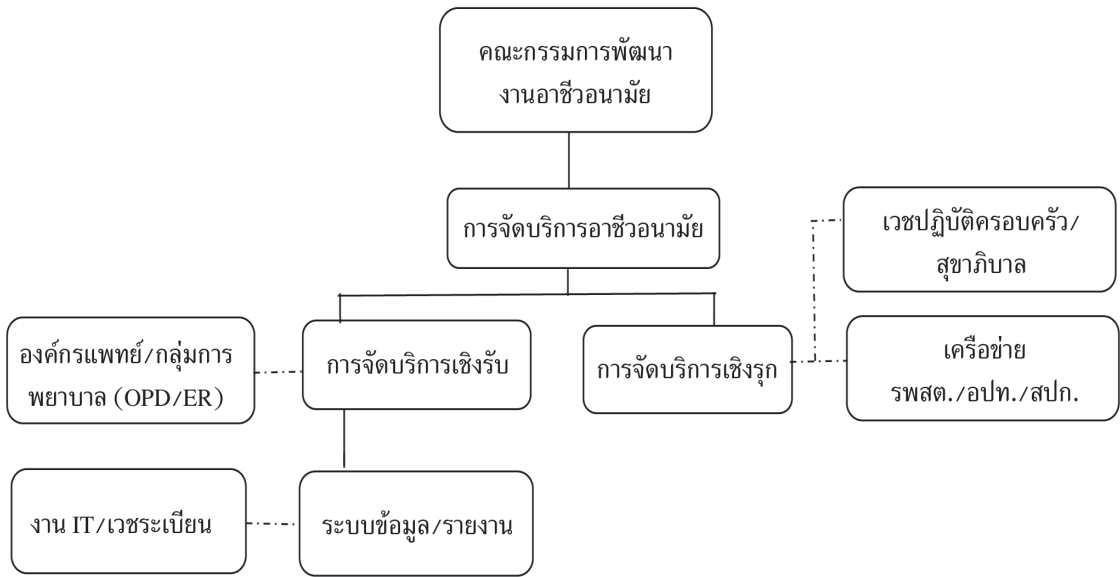 คณะกรรมการพัฒนา
งานอาชีวอนามัย
การจัดบริการอาชีวอนามัย
เวชปฏิบัติครอบครัว/
สุขาภิบาล
องค์กรแพทย์/กลุ่มการ
พยาบาล (OPD/ER)
การจัดบริการเชิงรับ
การจัดบริการเชิงรุก
เครือข่าย
รพสต./อปท./สปก.
งาน IT/เวชระเบียน
ระบบข้อมูล/รายงาน